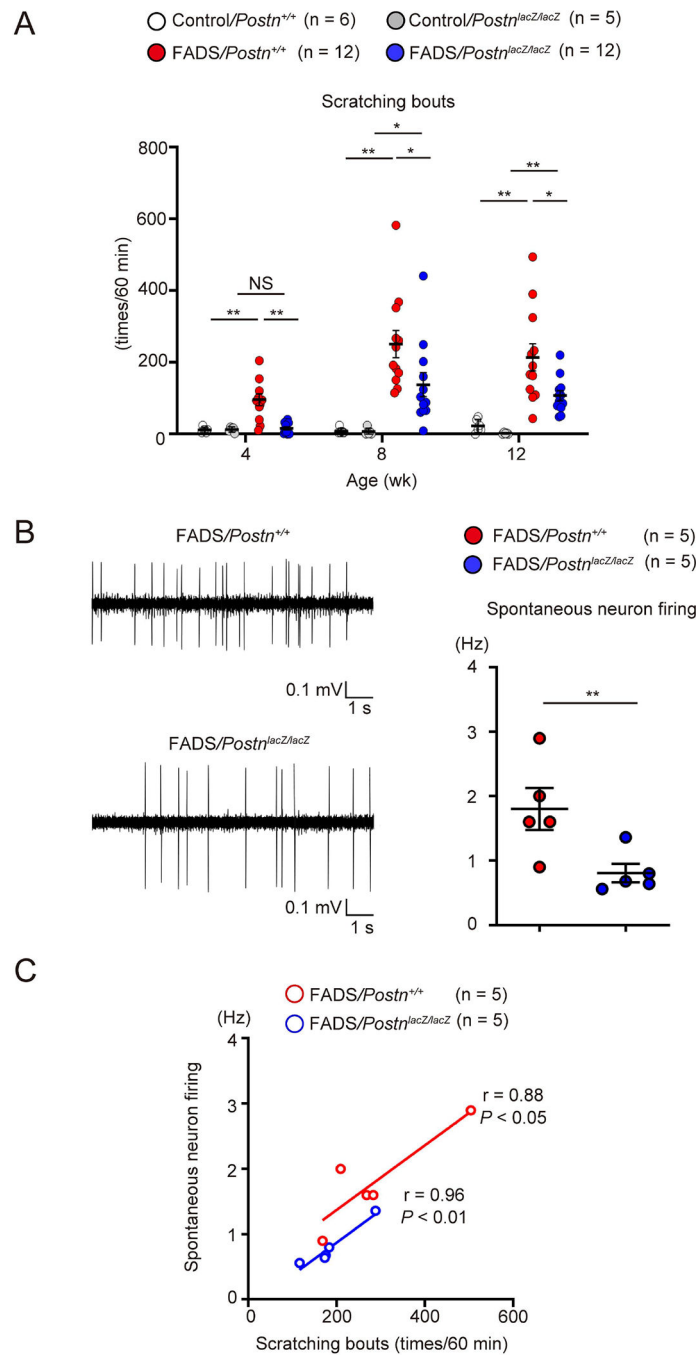 A
Control/Postn+/+ (n = 6)
Control/PostnlacZ/lacZ (n = 5)
FADS/Postn+/+ (n = 12)
FADS/PostnlacZ/lacZ (n = 12)
Scratching bouts
(times/60 min)
800
600
400
200
0
NS
** **
*
** *
**
** *
4 8 12
Age (wk)
B
FADS/Postn+/+
0.1 mV
1 s
FADS/PostnlacZ/lacZ
0.1 mV
1 s
FADS/Postn+/+ (n = 5)
FADS/PostnlacZ/lacZ (n = 5)
Spontaneous neuron firing
(Hz)
4
3
2
1
0
**
C
FADS/Postn+/+ (n = 5)
FADS/PostnlacZ/lacZ (n = 5)
(Hz)
Spontaneous neuron firing
4
3
2
1
0
r = 0.88
P < 0.05
r = 0.96
P < 0.01
0 200 400 600
Scratching bouts (times/60 min)